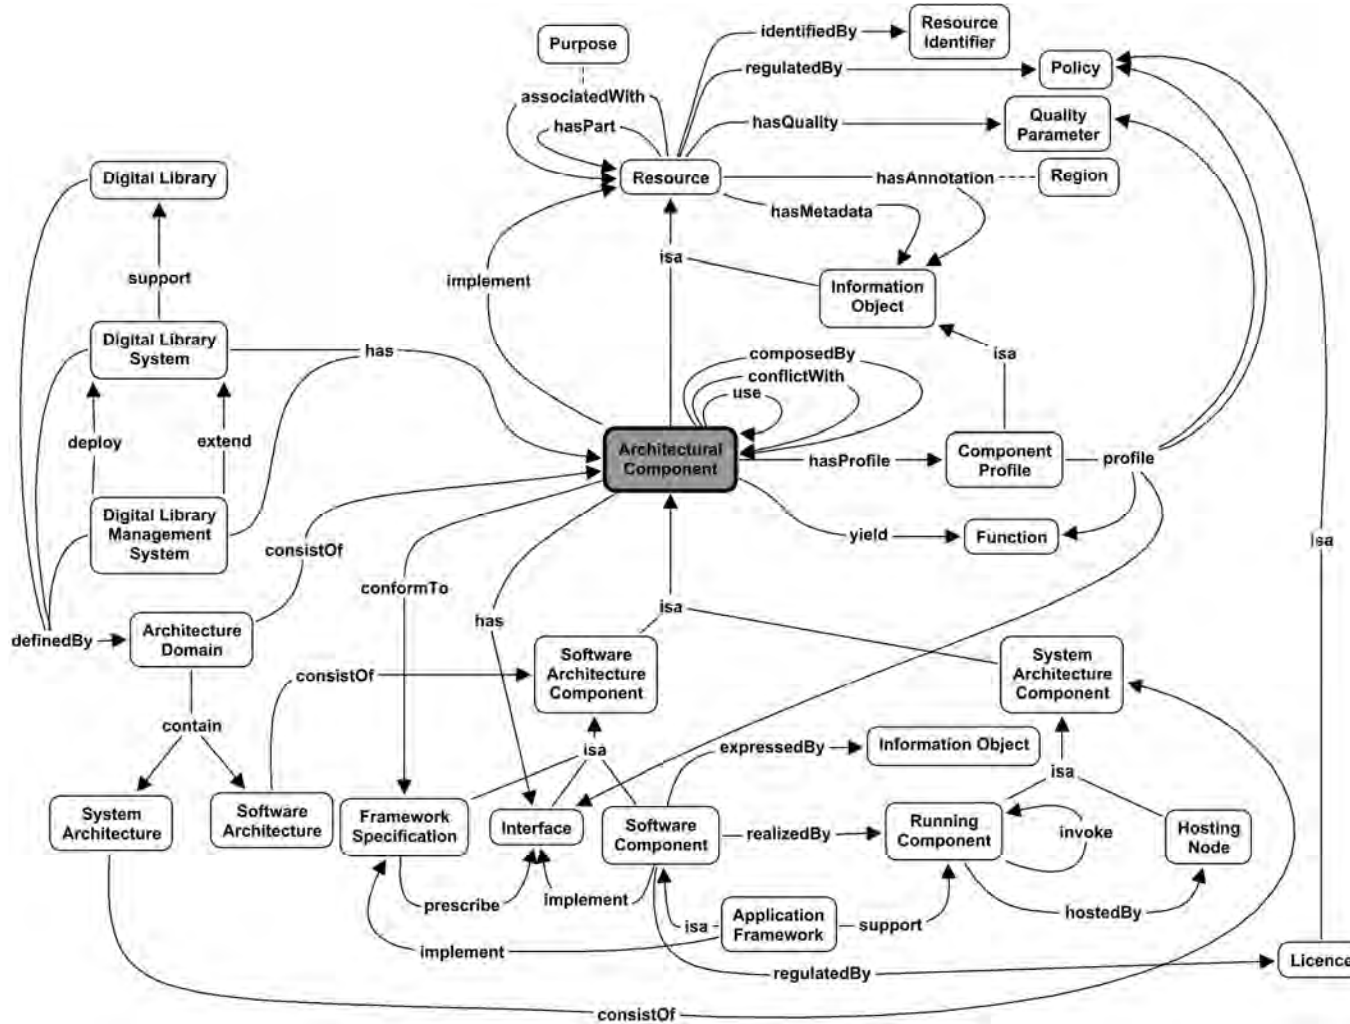 identifiedBy
Resource
Identifier
Purpose
regulatedBy
Policy
associatedWith
hasPart
hasQuality
Quality
Parameter
Digital Library
Resource
hasAnnotation
Region
hasMetadata
support
implement
isa
Information
Object
Digital Library
System
has
composedBy
conflictWith
use
isa
deploy
extend
Architectural
Component
hasProfile
Component
Profile
profile
Digital Library
Management
System
consistOf
yield
Function
isa
conformTo
has
isa
definedBy
Architecture
Domain
consistOf
Software
Architecture
Component
System
Architecture
Component
contain
isa
expressedBy
Information Object
isa
System
Architecture
Software
Architecture
Framework
Specification
Interface
Software
Component
realizedBy
Running
Component
invoke
Hosting
Node
prescribe
implement
isa
Application
Framework
support
hostedBy
implement
regulatedBy
Licence
consistOf